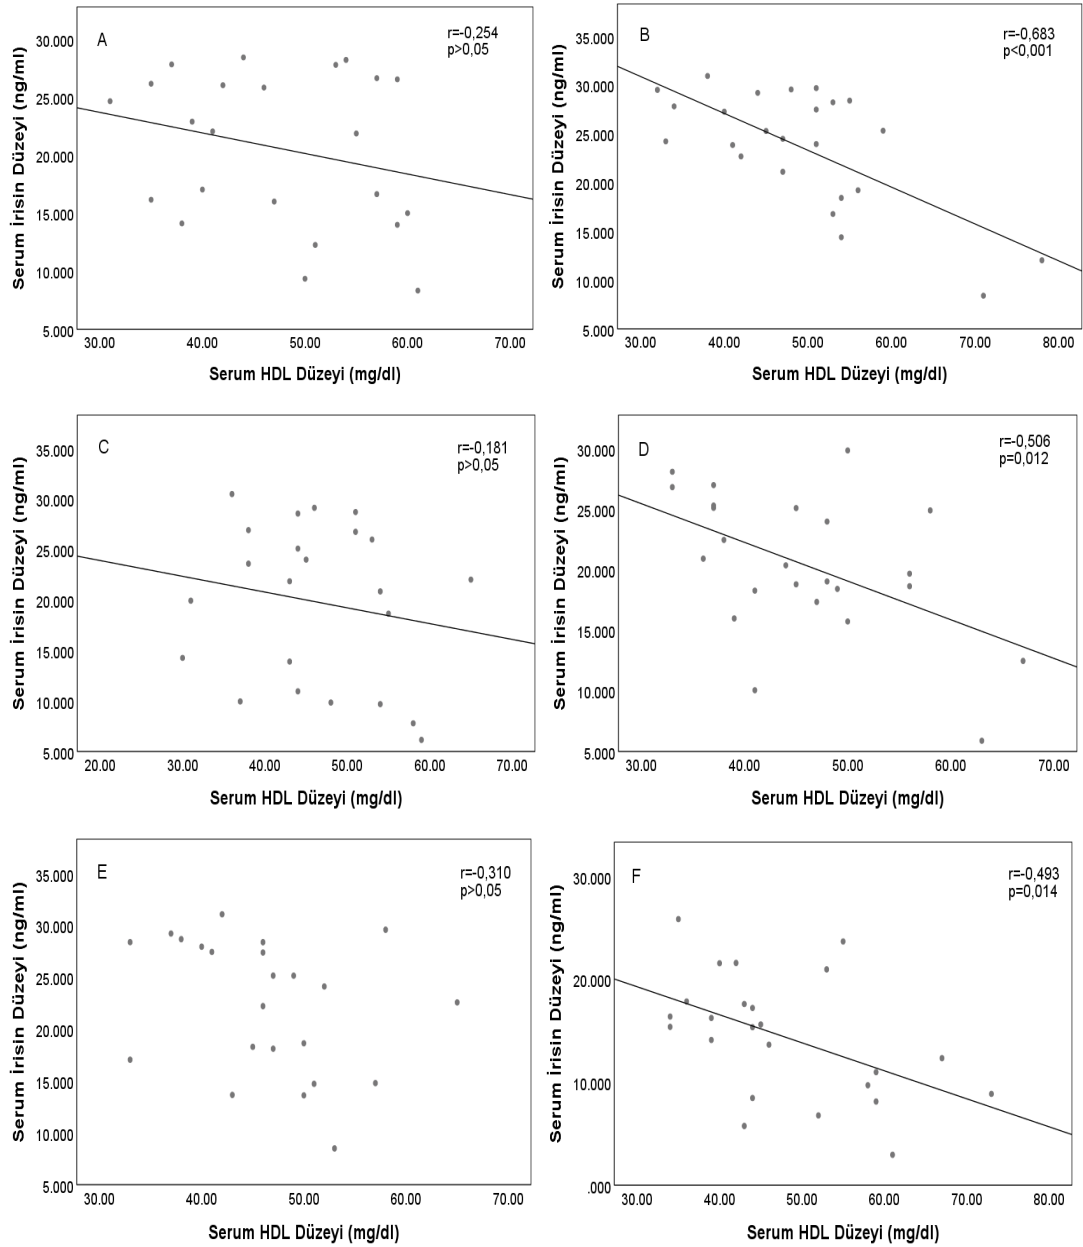 A
r=-0,254
p>0,05
Serum İrisin Düzeyi (ng/ml)
30.000
25.000
20.000
15.000
10.000
5.000
30.00 40.00 50.00 60.00 70.00
Serum HDL Düzeyi (mg/dl)
B
r=-0,683
p<0,001
Serum İrisin Düzeyi (ng/ml)
35.000
30.000
25.000
20.000
15.000
10.000
5.000
30.00 40.00 50.00 60.00 70.00 80.00
Serum HDL Düzeyi (mg/dl)
C
r=-0,181
p>0,05
Serum İrisin Düzeyi (ng/ml)
35.000
30.000
25.000
20.000
15.000
10.000
5.000
20.00 30.00 40.00 50.00 60.00 70.00
Serum HDL Düzeyi (mg/dl)
D
r=-0,506
p=0,012
Serum İrisin Düzeyi (ng/ml)
30.000
25.000
20.000
15.000
10.000
5.000
30.00 40.00 50.00 60.00 70.00
Serum HDL Düzeyi (mg/dl)
E
r=-0,310
p>0,05
Serum İrisin Düzeyi (ng/ml)
35.000
30.000
25.000
20.000
15.000
10.000
5.000
30.00 40.00 50.00 60.00 70.00
Serum HDL Düzeyi (mg/dl)
F
r=-0,493
p=0,014
Serum İrisin Düzeyi (ng/ml)
30.000
20.000
10.000
.000
30.00 40.00 50.00 60.00 70.00 80.00
Serum HDL Düzeyi (mg/dl)